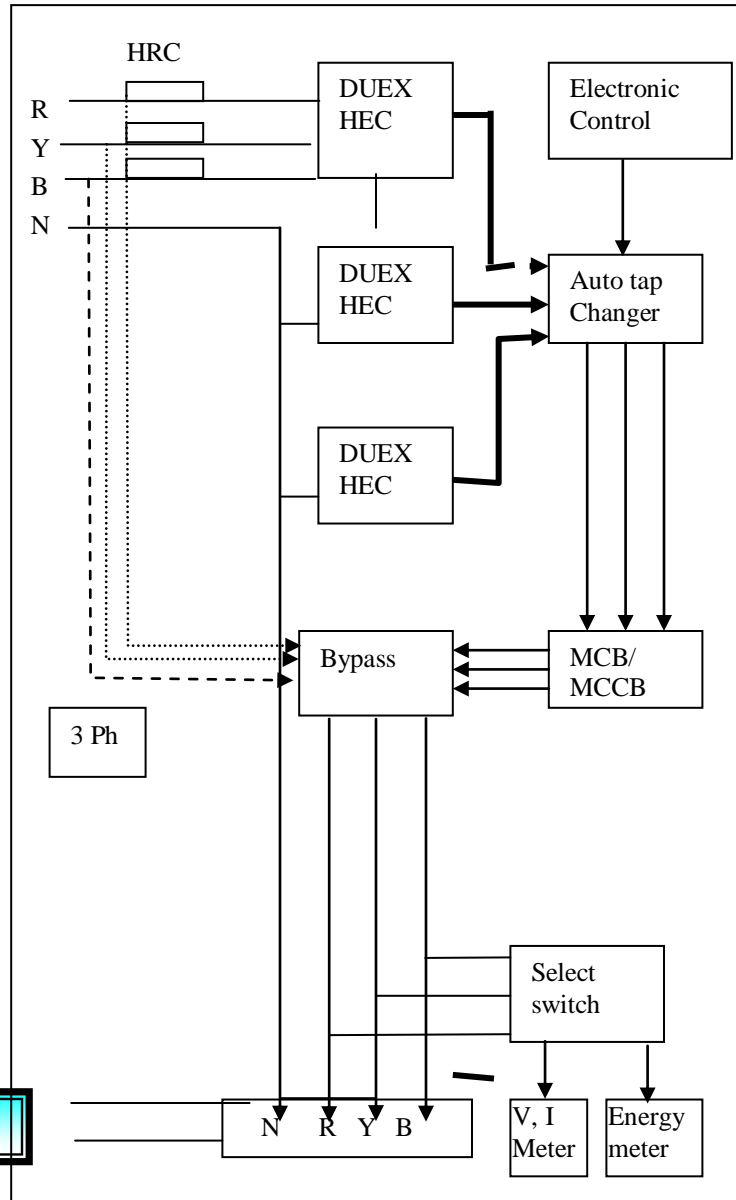 HRC
R
Y
B
N
DUEX
HEC
Electronic
Control
DUEX
HEC
Auto tap
Changer
DUEX
HEC
Bypass
MCB/
MCCB
3 Ph
Select
switch
N R Y B
V, I
Meter
Energy
meter